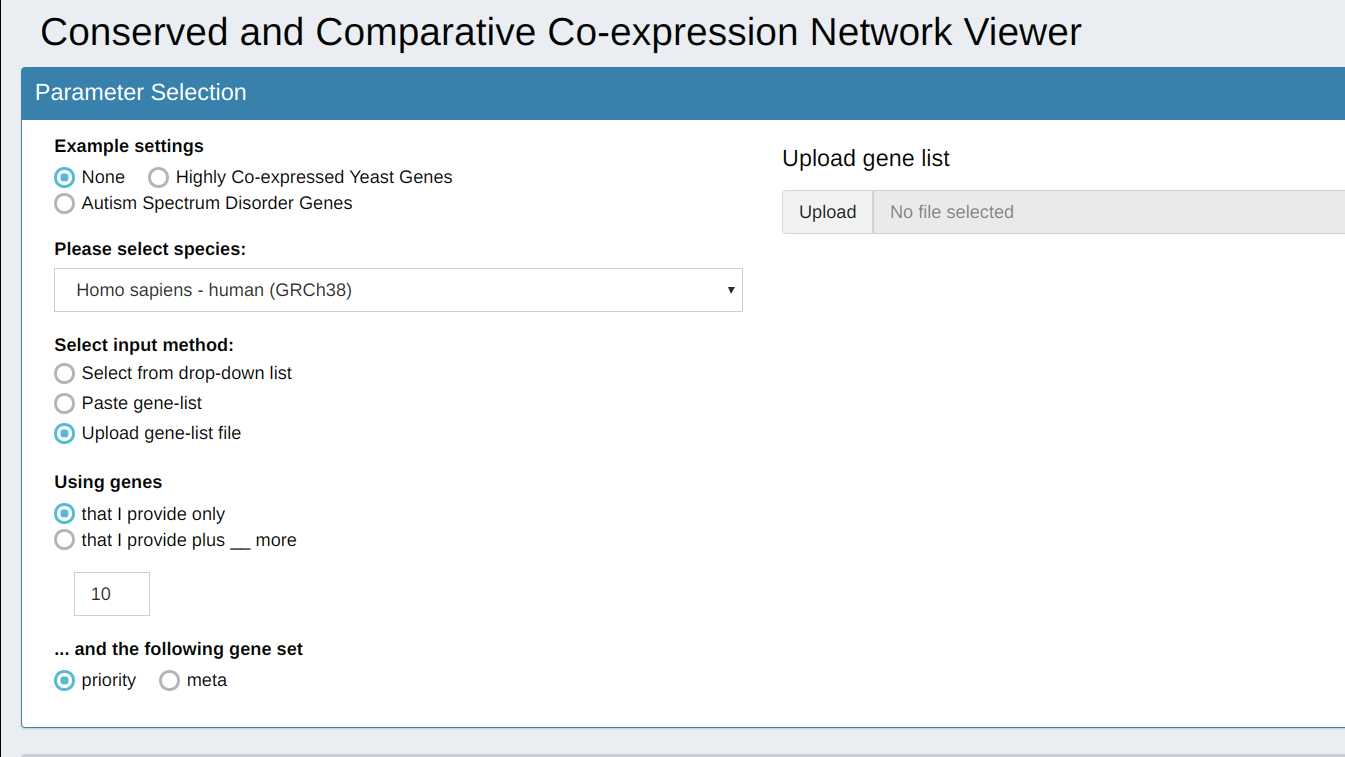 Conserved and Comparative Co-expression Network Viewer
Parameter Selection
Example settings
None Highly Co-expressed Yeast Genes
Autism Spectrum Disorder Genes
Please select species:
Homo sapiens - human (GRCh38)
Select input method:
Select from drop-down list
Paste gene-list
Upload gene-list file
Using genes
that I provide only
that I provide plus __ more
10
... and the following gene set
priority meta
Upload gene list
Upload No file selected